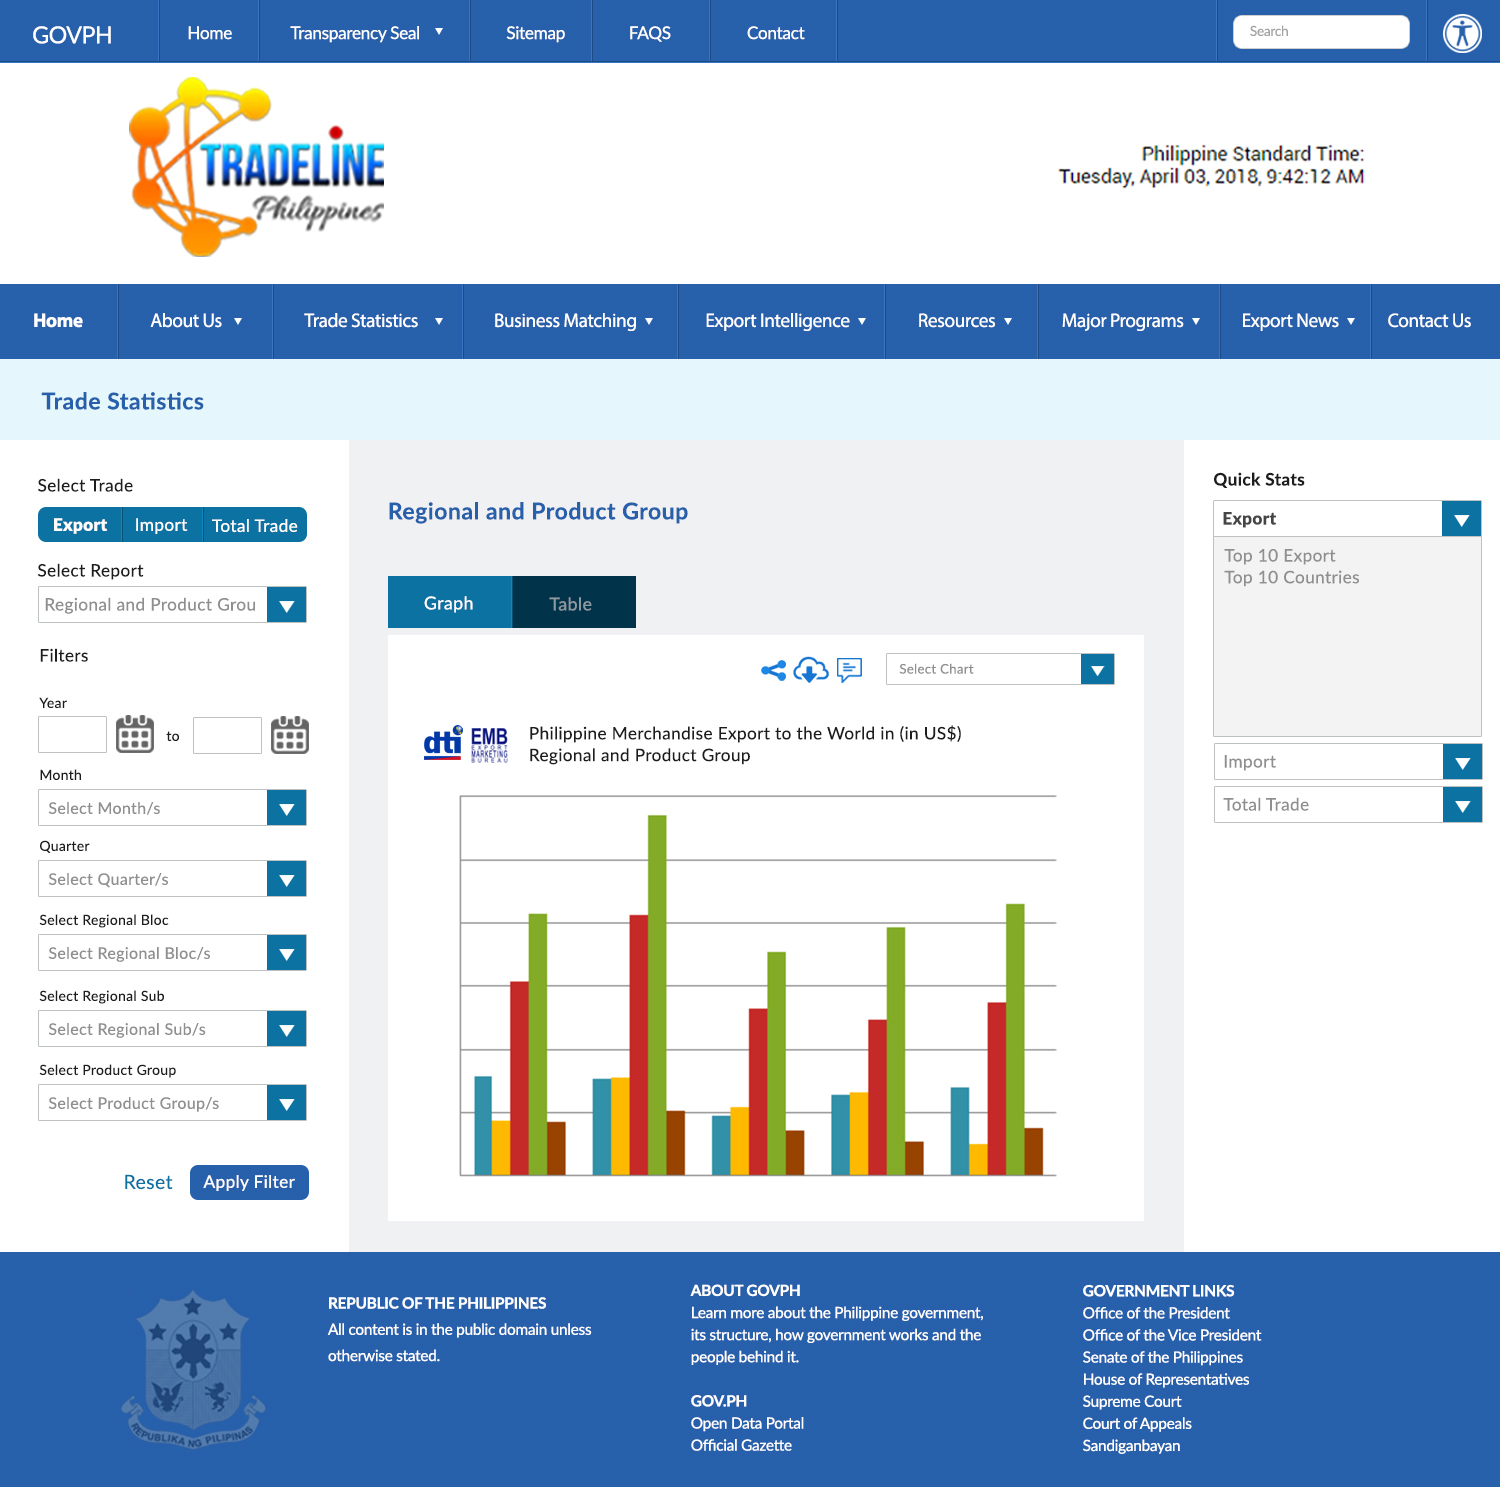 GOVPH
Home
Transparency Seal
Sitemap
FAQS
Contact
Search
TRADELINE
Philippines
Philippine Standard Time:
Tuesday, April 03, 2018, 9:42:12 AM
Home
About Us
Trade Statistics
Business Matching
Export Intelligence
Resources
Major Programs
Export News
Contact Us
Trade Statistics
Select Trade
Export
Import
Total Trade
Select Report
Regional and Product Grou
Filters
Year
to
Month
Select Month/s
Quarter
Select Quarter/s
Select Regional Bloc
Select Regional Bloc/s
Select Regional Sub
Select Regional Sub/s
Select Product Group
Select Product Group/s
Reset
Apply Filter
Regional and Product Group
Graph
Table
Select Chart
dti
EMB
EXPORT
MARKETING
BUREAU
Philippine Merchandise Export to the World in (in US$)
Regional and Product Group
Quick Stats
Export
Top 10 Export
Top 10 Countries
Import
Total Trade
REPUBLIKA NG PILIPINAS
REPUBLIC OF THE PHILIPPINES
All content is in the public domain unless
otherwise stated.
ABOUT GOVPH
Learn more about the Philippine government,
its structure, how government works and the
people behind it.
GOV.PH
Open Data Portal
Official Gazette
GOVERNMENT LINKS
Office of the President
Office of the Vice President
Senate of the Philippines
House of Representatives
Supreme Court
Court of Appeals
Sandiganbayan